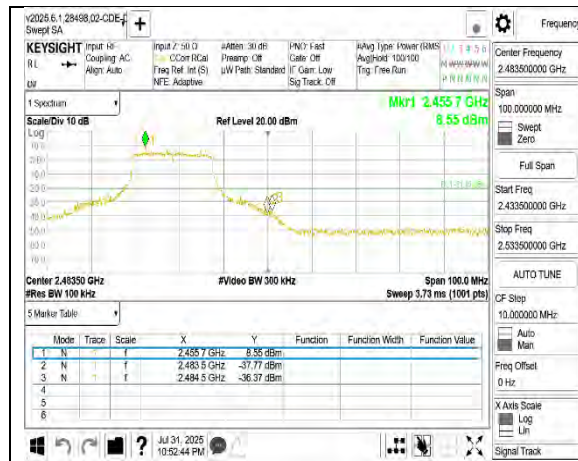 v2025.6.1,28498,02-CDE-
Swept SA
Frequency
KEYSIGHT
Input: RF
Coupling: AC
Align: Auto
Input Z: 50 Ω
CCorr RCal
Freq Ref: Int (S)
NFE: Adaptive
#Atten: 30 dB
Preamp: Off
µW Path: Standard
PNO: Fast
Gate: Off
IF Gain: Low
Sig Track: Off
#Avg Type: Power (RMS
Avg|Hold: 100/100
Trig: Free Run
RL
1 Spectrum
Scale/Div 10 dB
Ref Level 20.00 dBm
Mkr1 2.455 7 GHz
8.55 dBm
Log
Center 2.48350 GHz
#Video BW 300 kHz
Span 100.0 MHz
#Res BW 100 kHz
Sweep 3.73 ms (1001 pts)
5 Marker Table
Mode Trace Scale X Y Function Function Width Function Value
1 N f 2.455 7 GHz 8.55 dBm
2 N f 2.483 5 GHz -37.77 dBm
3 N f 2.484 5 GHz -36.37 dBm
4
5
6
Jul 31, 2025
10:52:44 PM
Center Frequency
2.483500000 GHz
Span
100.000000 MHz
Swept
Zero
Full Span
Start Freq
2.433500000 GHz
Stop Freq
2.533500000 GHz
AUTO TUNE
CF Step
10.000000 MHz
Auto
Man
Freq Offset
0 Hz
X Axis Scale
Log
Lin
Signal Track